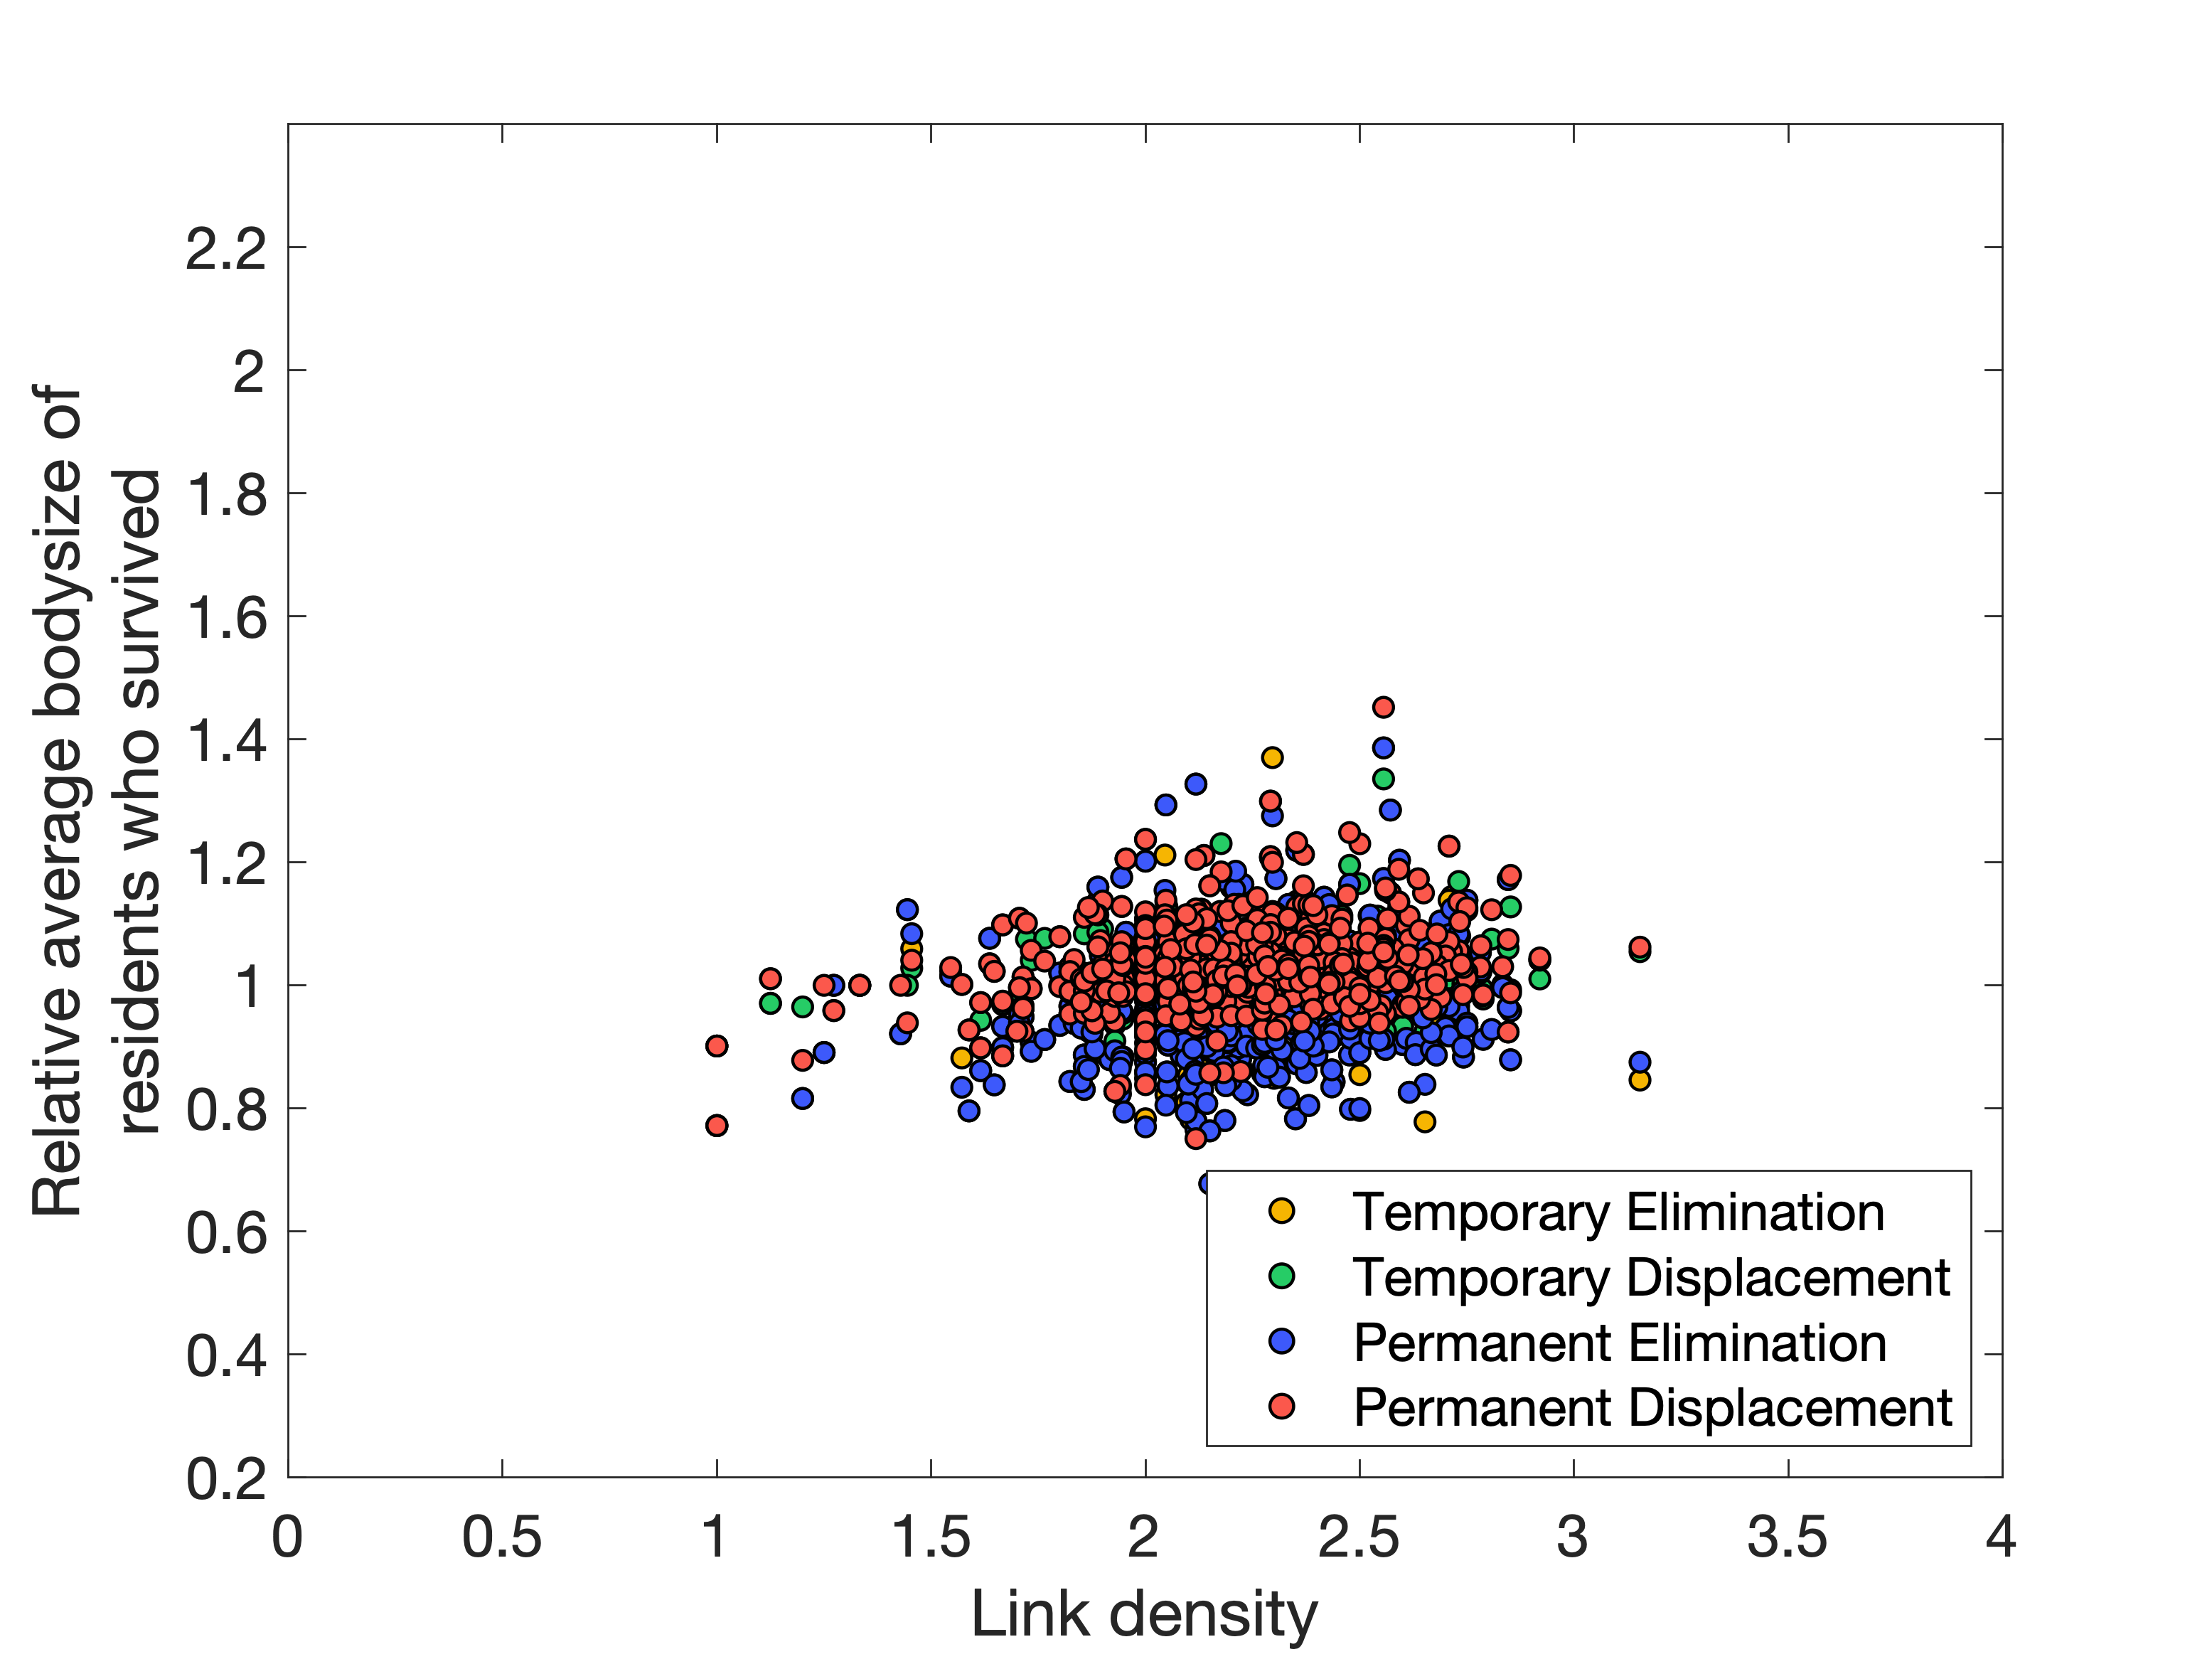 2.2
2
1.8
1.6
1.4
1.2
1
0.8
0.6
0.4
0.2
Relative average bodysize of
residents who survived
Temporary Elimination
Temporary Displacement
Permanent Elimination
Permanent Displacement
0 0.5 1 1.5 2 2.5 3 3.5 4
Link density